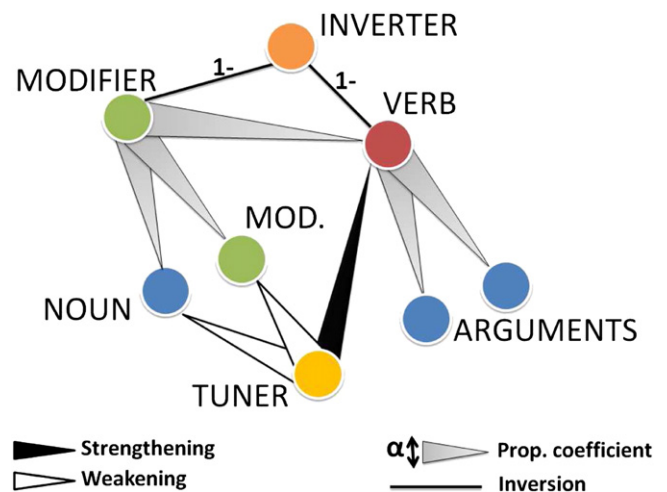 INVERTER
1-
1-
MODIFIER
VERB
MOD.
NOUN
ARGUMENTS
TUNER
Strengthening
α
Prop. coefficient
Weakening
Inversion